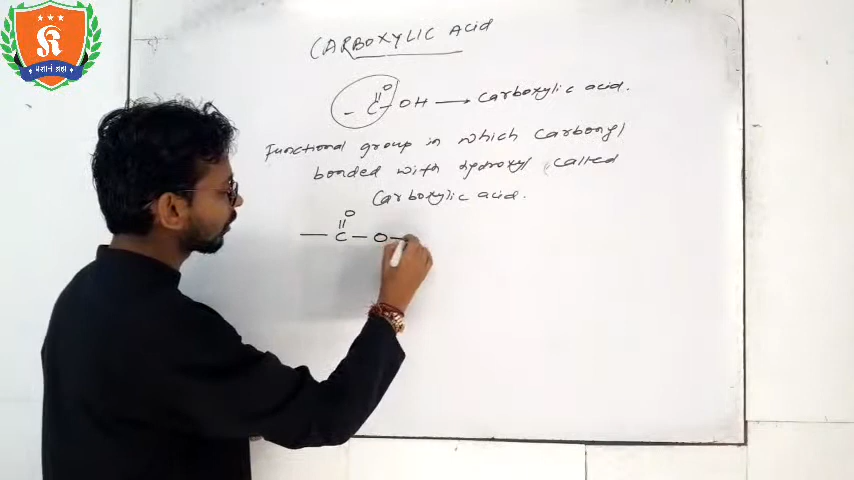 K
CARBOXYLIC ACID
O
- C - OH → Carboxylic acid.
Functional group in which Carbonyl
bonded with hydroxyl called
Carboxylic acid.
O
— C — O —